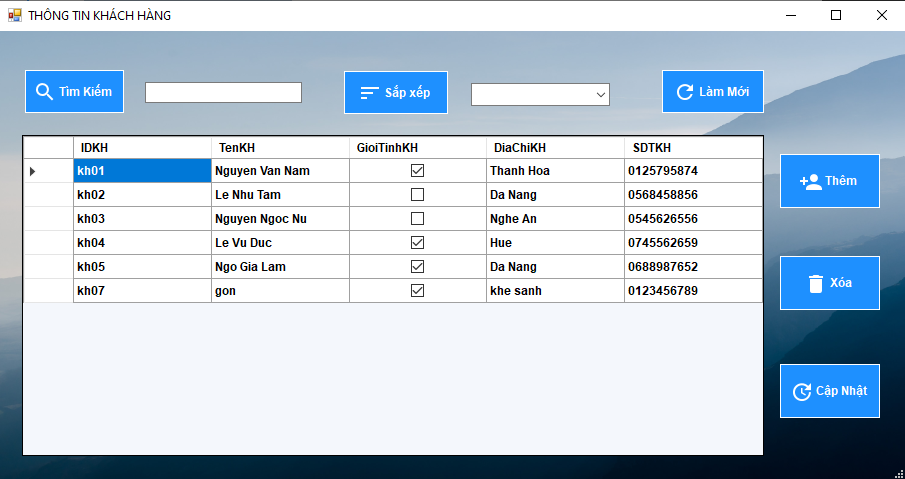 THÔNG TIN KHÁCH HÀNG
Tìm Kiếm
Sắp xếp
Làm Mới
IDKH TenKH GioiTinhKH DiaChiKH SDTKH
kh01 Nguyen Van Nam Thanh Hoa 0125795874
kh02 Le Nhu Tam Da Nang 0568458856
kh03 Nguyen Ngoc Nu Nghe An 0545626556
kh04 Le Vu Duc Hue 0745562659
kh05 Ngo Gia Lam Da Nang 0688987652
kh07 gon khe sanh 0123456789
Thêm
Xóa
Cập Nhật